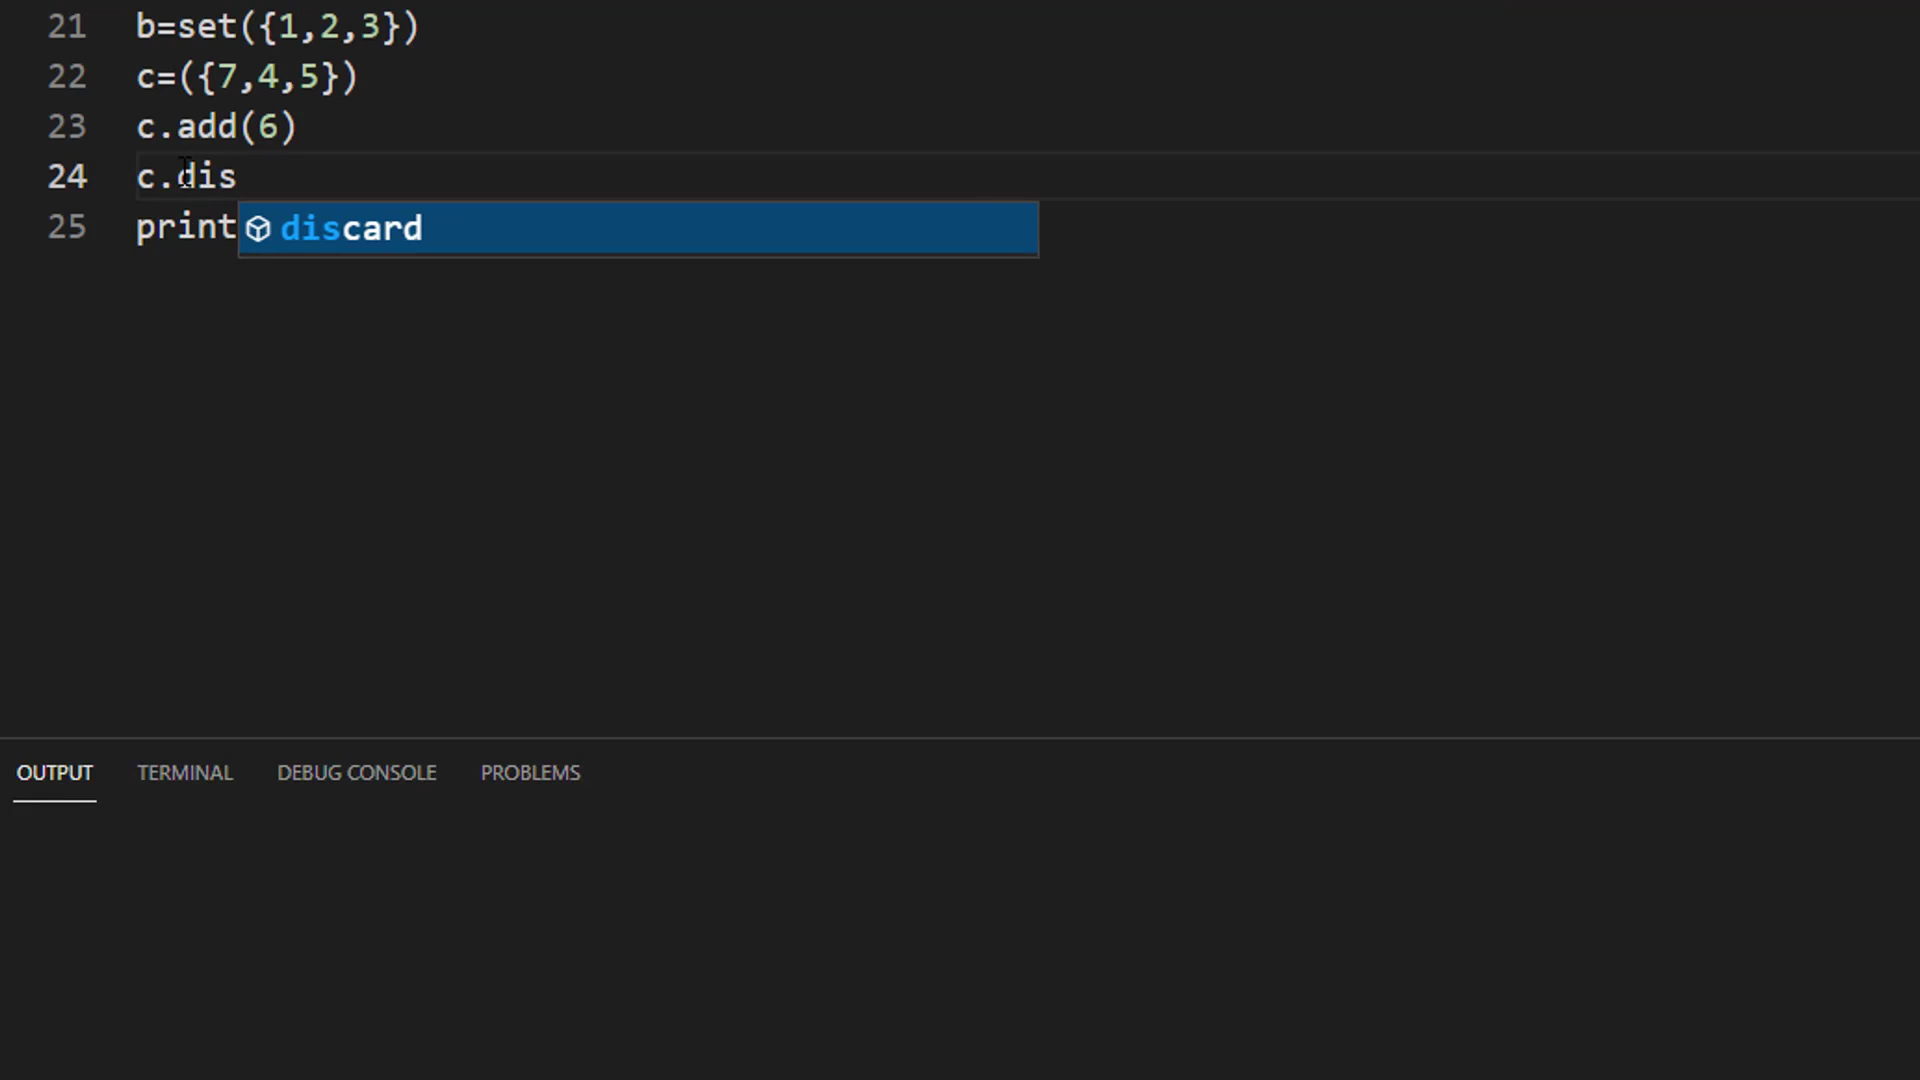 21 b=set({1,2,3})
22 c=({7,4,5})
23 c.add(6)
24 c.dis
25 print discard
OUTPUT TERMINAL DEBUG CONSOLE PROBLEMS